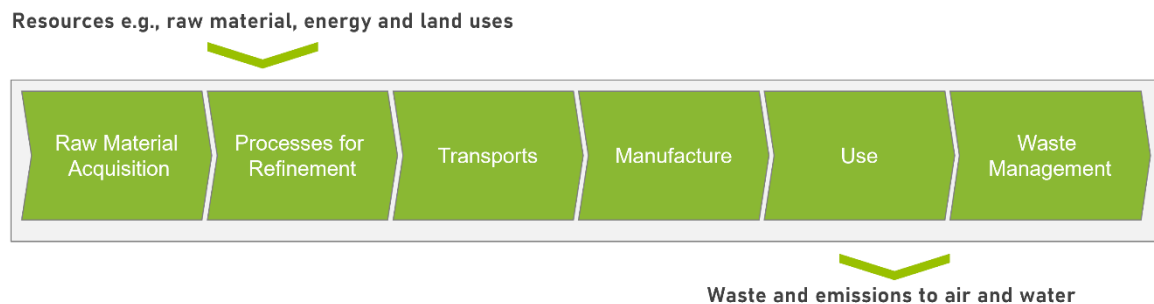 Resources e.g., raw material, energy and land uses
Raw Material
Acquisition
Processes for
Refinement
Transports
Manufacture
Use
Waste
Management
Waste and emissions to air and water